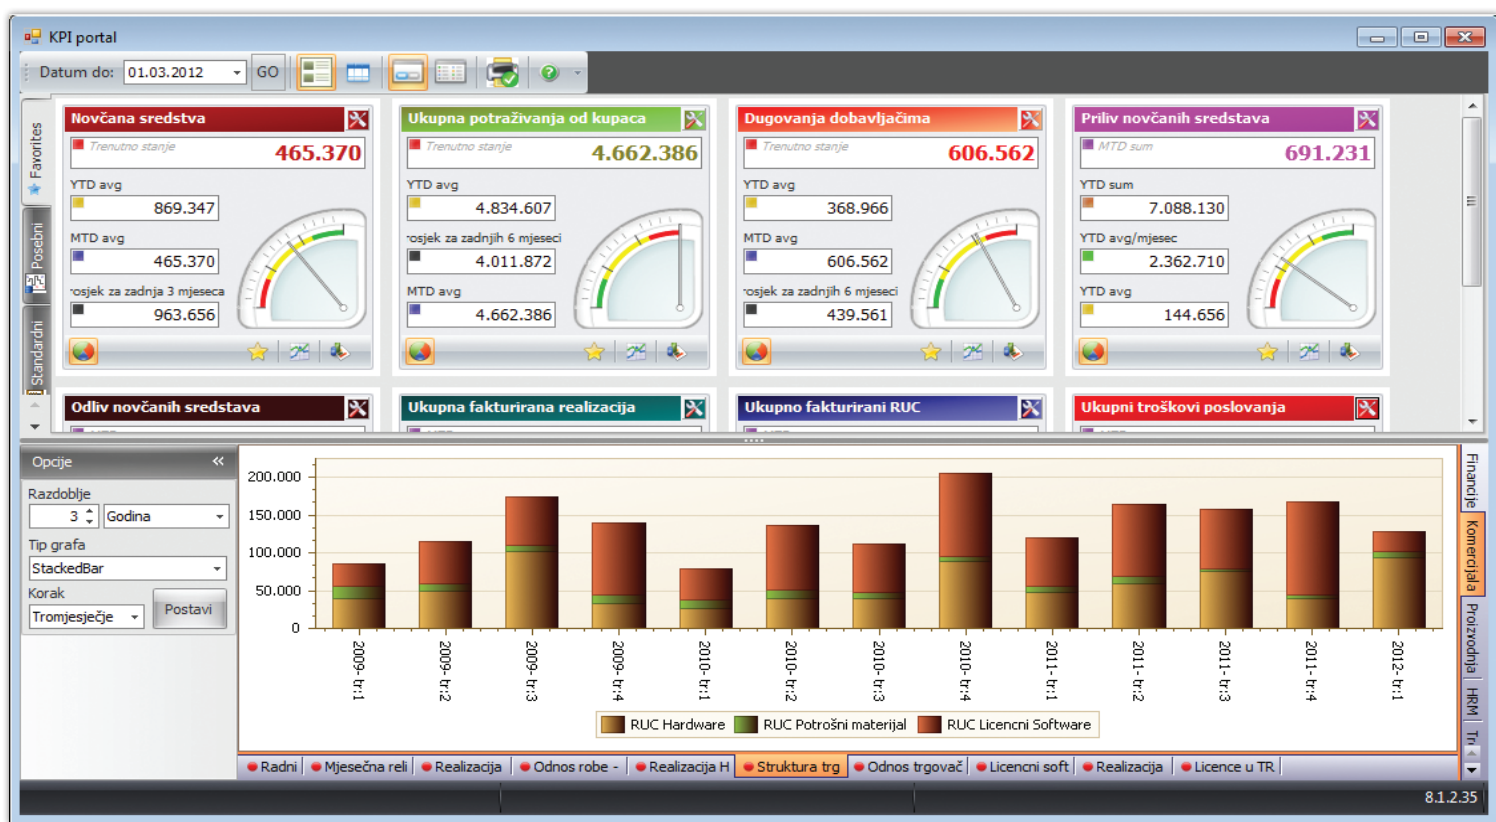 KPI portal
Datum do: 01.03.2012 GO
Favorites
Posebni
Standardni
Novčana sredstva
Trenutno stanje 465.370
YTD avg
869.347
MTD avg
465.370
rosjek za zadnja 3 mjeseca
963.656
Ukupna potraživanja od kupaca
Trenutno stanje 4.662.386
YTD avg
4.834.607
rosjek za zadnjih 6 mjeseci
4.011.872
MTD avg
4.662.386
Dugovanja dobavljačima
Trenutno stanje 606.562
YTD avg
368.966
MTD avg
606.562
rosjek za zadnjih 6 mjeseci
439.561
Priliv novčanih sredstava
MTD sum 691.231
YTD sum
7.088.130
YTD avg/mjesec
2.362.710
YTD avg
144.656
Odliv novčanih sredstava
Ukupna fakturirana realizacija
Ukupno fakturirani RUC
Ukupni troškovi poslovanja
Opcije
Razdoblje
3 Godina
Tip grafa
StackedBar
Korak
Tromjesječje Postavi
200.000
150.000
100.000
50.000
0
2009- tr:1
2009- tr:2
2009- tr:3
2009- tr:4
2010- tr:1
2010- tr:2
2010- tr:3
2010- tr:4
2011- tr:1
2011- tr:2
2011- tr:3
2011- tr:4
2012- tr:1
RUC Hardware RUC Potrošni materijal RUC Licencni Software
Financije
Komercijala
Proizvodnja
HRM
Radni Mjesečna reli Realizacija Odnos robe - Realizacija H Struktura trg Odnos trgovač Licencni soft Realizacija Licence u TR
8.1.2.35